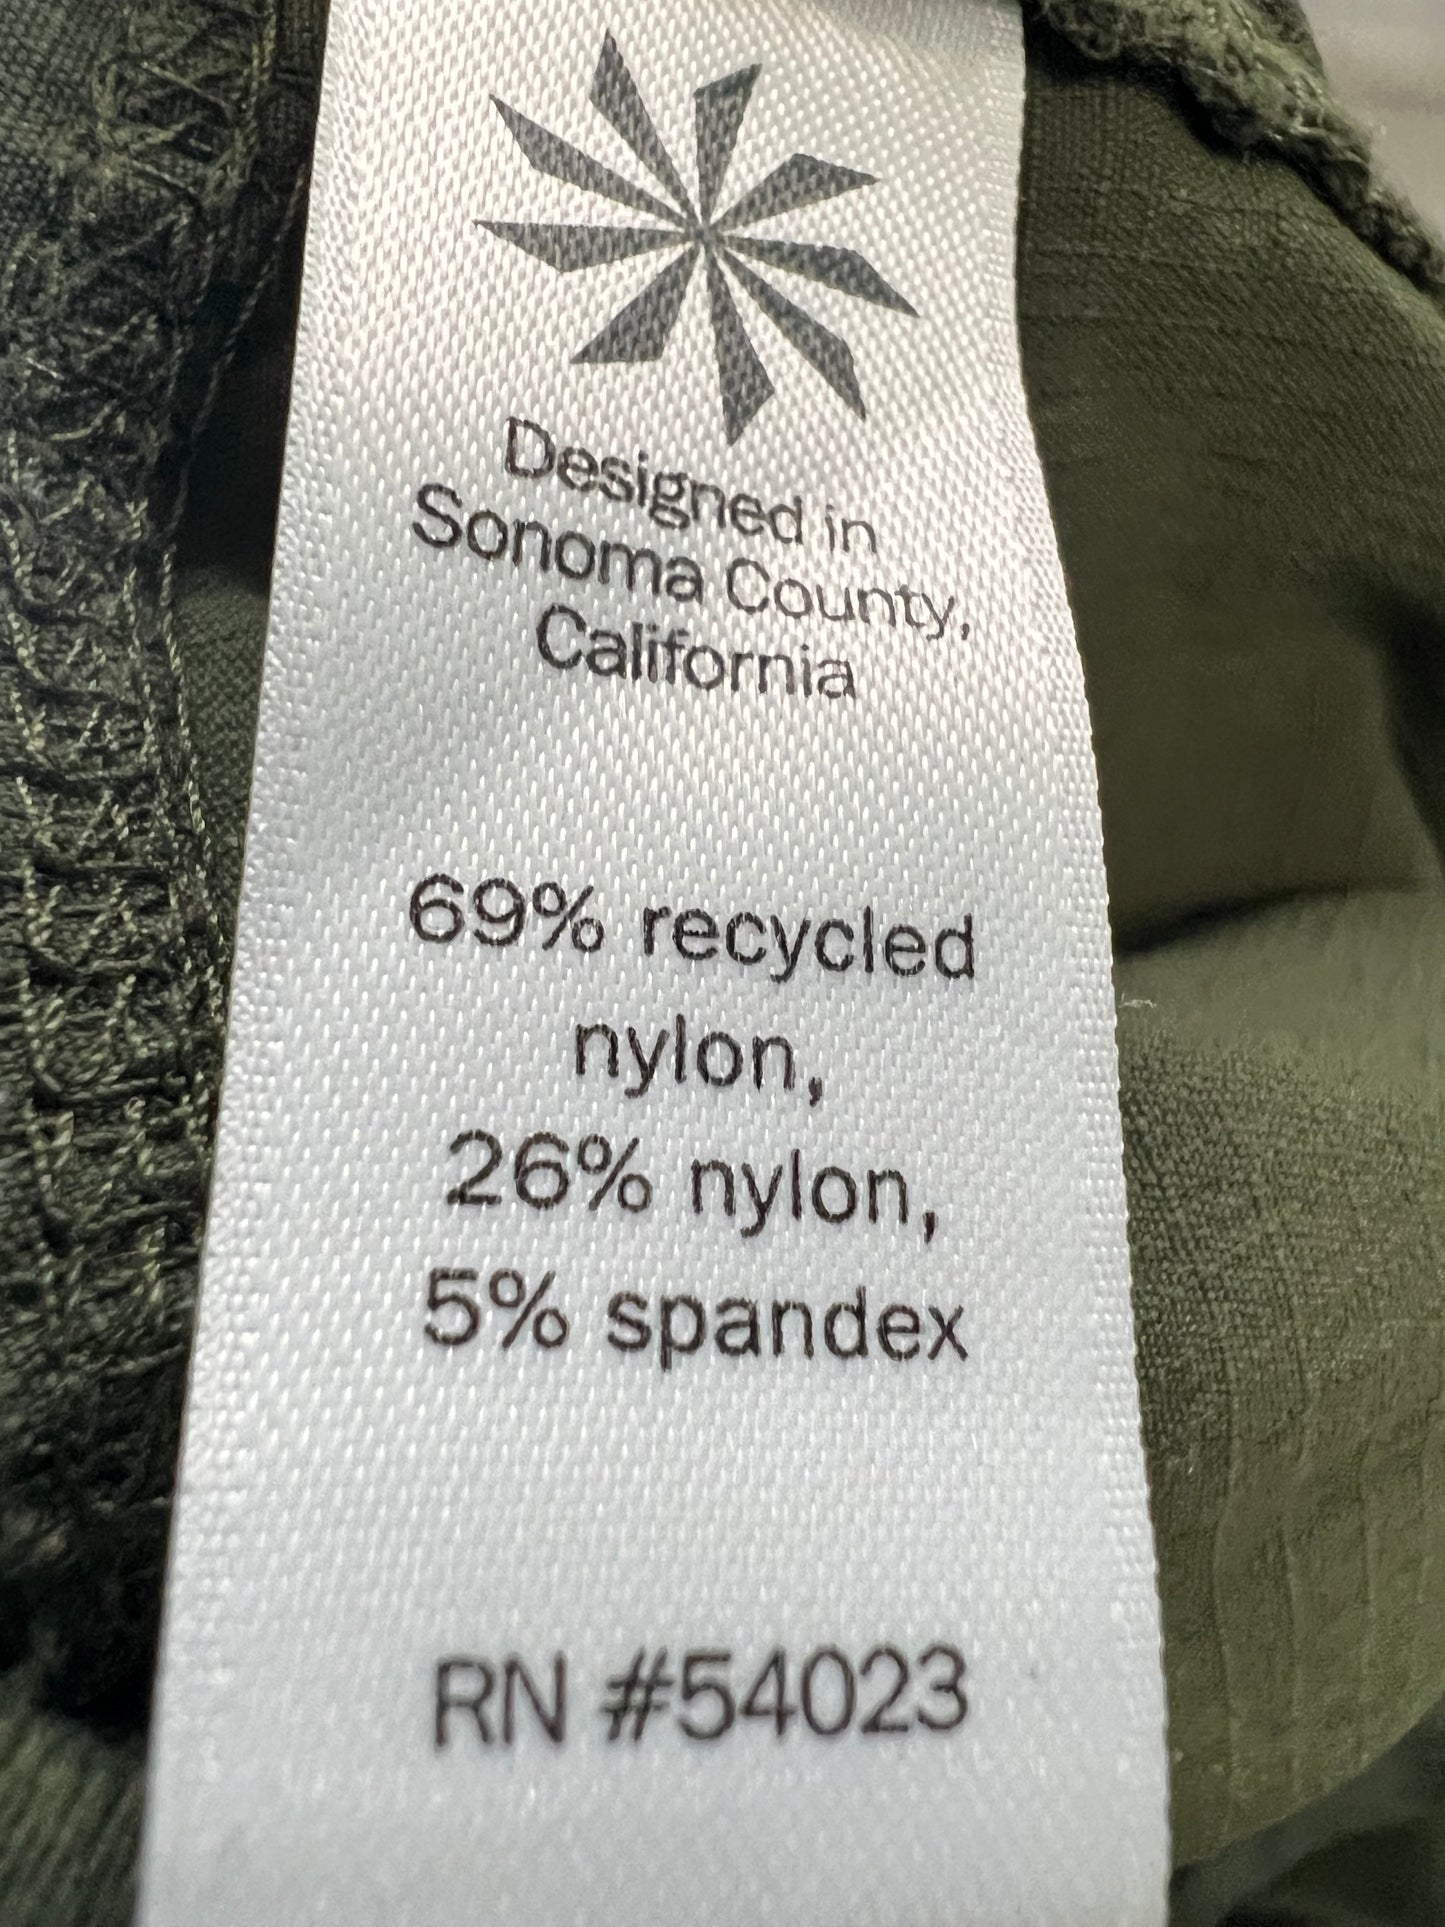 Designed in
Sonoma County,
California
69% recycled
nylon,
26% nylon,
5% spandex
RN #54023